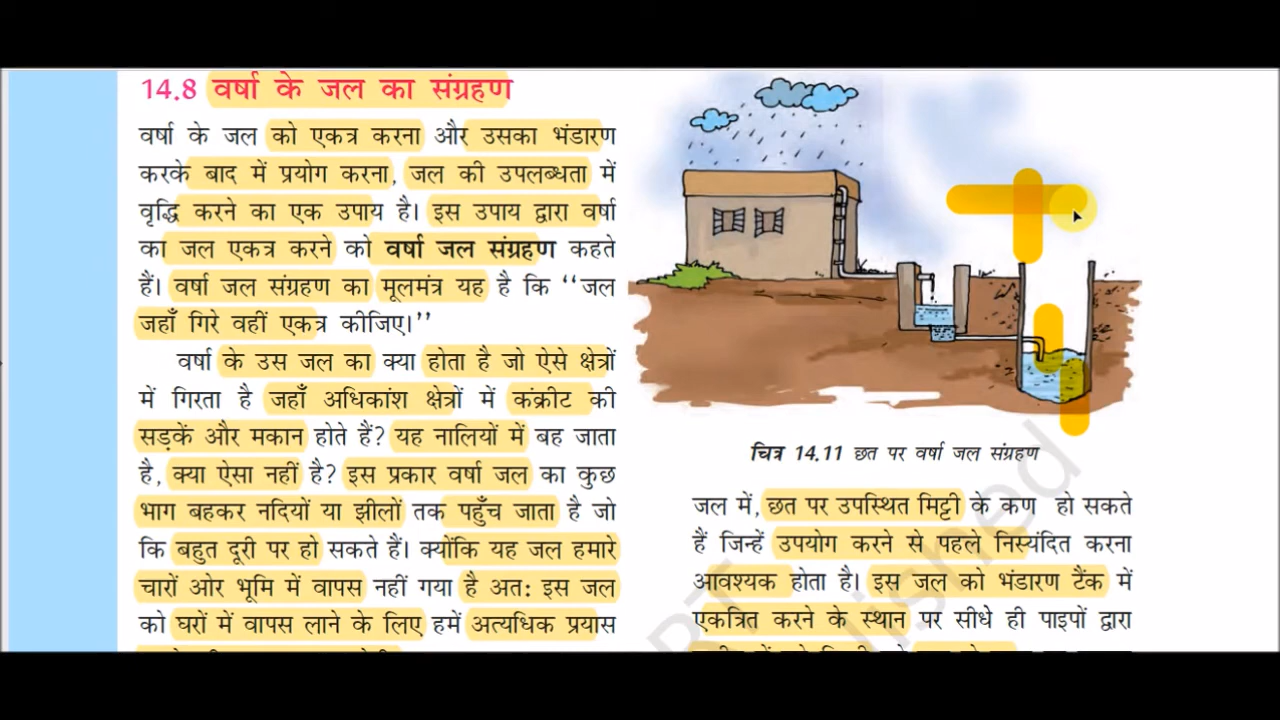 14.8 वर्षा के जल का संग्रहण
वर्षा के जल को एकत्र करना और उसका भंडारण
करके बाद में प्रयोग करना, जल की उपलब्धता में
वृद्धि करने का एक उपाय है। इस उपाय द्वारा वर्षा
का जल एकत्र करने को वर्षा जल संग्रहण कहते
हैं। वर्षा जल संग्रहण का मूलमंत्र यह है कि ‘‘जल
जहाँ गिरे वहीं एकत्र कीजिए।’’
वर्षा के उस जल का क्या होता है जो ऐसे क्षेत्रों
में गिरता है जहाँ अधिकांश क्षेत्रों में कंक्रीट की
सड़कें और मकान होते हैं? यह नालियों में बह जाता
है, क्या ऐसा नहीं है? इस प्रकार वर्षा जल का कुछ
भाग बहकर नदियों या झीलों तक पहुँच जाता है जो
कि बहुत दूरी पर हो सकते हैं। क्योंकि यह जल हमारे
चारों ओर भूमि में वापस नहीं गया है अतः इस जल
को घरों में वापस लाने के लिए हमें अत्यधिक प्रयास
चित्र 14.11 छत पर वर्षा जल संग्रहण
जल में, छत पर उपस्थित मिट्टी के कण हो सकते
हैं जिन्हें उपयोग करने से पहले निस्यंदित करना
आवश्यक होता है। इस जल को भंडारण टैंक में
एकत्रित करने के स्थान पर सीधे ही पाइपों द्वारा